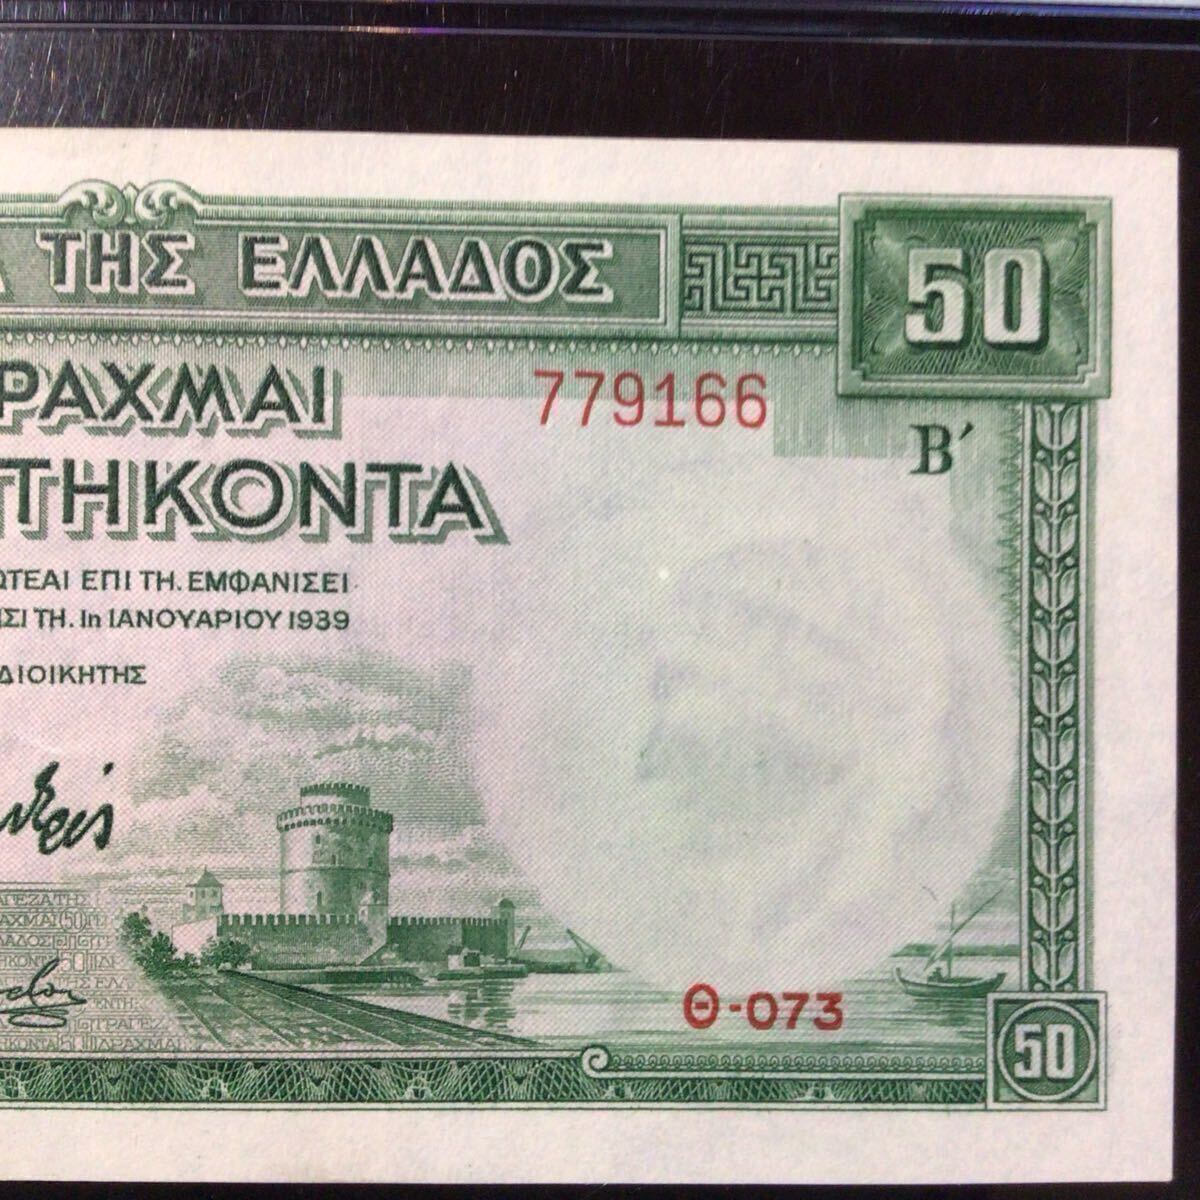 ΤΗΣ ΕΛΛΑΔΟΣ
50
ΡΑΧΜΑΙ
779166
Β΄
ΤΗΚΟΝΤΑ
ΩΤΕΑΙ ΕΠΙ ΤΗ. ΕΜΦΑΝΙΣΕΙ
ΣΙ ΤΗ. 1η ΙΑΝΟΥΑΡΙΟΥ 1939
ΔΙΟΙΚΗΤΗΣ
Θ-073
50